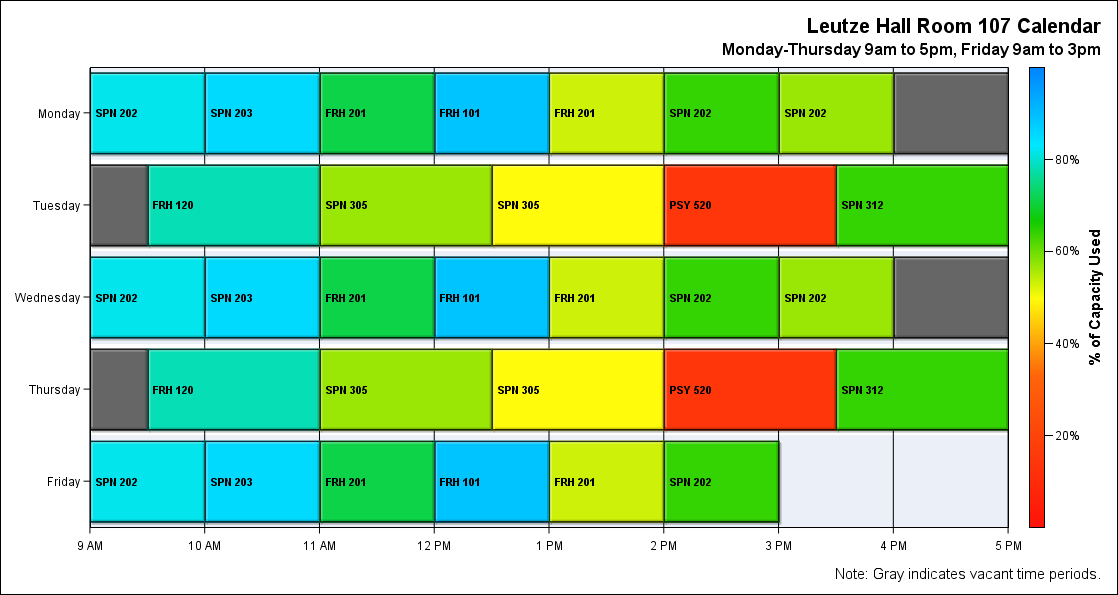 Leutze Hall Room 107 Calendar
Monday-Thursday 9am to 5pm, Friday 9am to 3pm
Monday
SPN 202 SPN 203 FRH 201 FRH 101 FRH 201 SPN 202 SPN 202
Tuesday
FRH 120 SPN 305 SPN 305 PSY 520 SPN 312
Wednesday
SPN 202 SPN 203 FRH 201 FRH 101 FRH 201 SPN 202 SPN 202
Thursday
FRH 120 SPN 305 SPN 305 PSY 520 SPN 312
Friday
SPN 202 SPN 203 FRH 201 FRH 101 FRH 201 SPN 202
9 AM 10 AM 11 AM 12 PM 1 PM 2 PM 3 PM 4 PM 5 PM
80%
60%
40%
20%
% of Capacity Used
Note: Gray indicates vacant time periods.